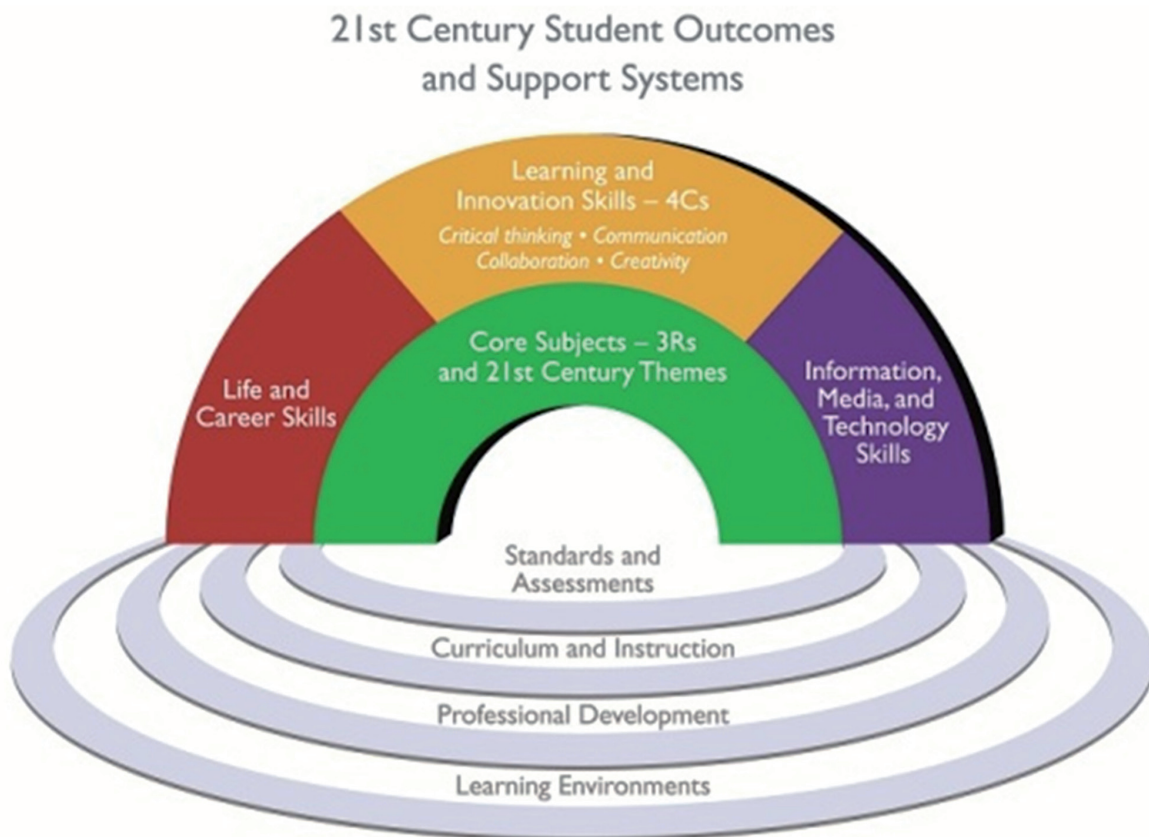 21st Century Student Outcomes
and Support Systems
Learning and
Innovation Skills – 4Cs
Critical thinking • Communication
Collaboration • Creativity
Core Subjects – 3Rs
and 21st Century Themes
Life and
Career Skills
Information,
Media, and
Technology
Skills
Standards and
Assessments
Curriculum and Instruction
Professional Development
Learning Environments